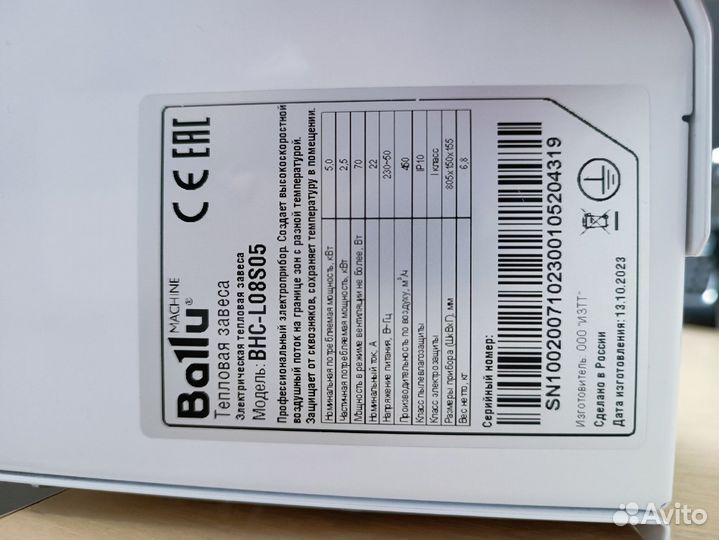 Ballu®
MACHINE
CE EAC
Тепловая завеса
Электрическая тепловая завеса
Модель: BHC-L08S05
Профессиональный электроприбор. Создает высокоскоростной
воздушный поток на границе зон с разной температурой.
Защищает от сквозняков, сохраняет температуру в помещении.
Номинальная потребляемая мощность, кВт 5,0
Частичная потребляемая мощность, кВт 2,5
Мощность в режиме вентиляции не более, Вт 70
Номинальный ток, А 22
Напряжение питания, В~Гц 230~50
Производительность по воздуху, м³/ч 450
Класс пылевлагозащиты IP10
Класс электрозащиты I класс
Размеры прибора (ШхВхГ), мм 805x150x155
Вес нетто, кг 6,8
Серийный номер:
SN1002007102300105204319
Изготовитель: ООО "ИЗТТ"
Сделано в России
Дата изготовления: 13.10.2023
Avito